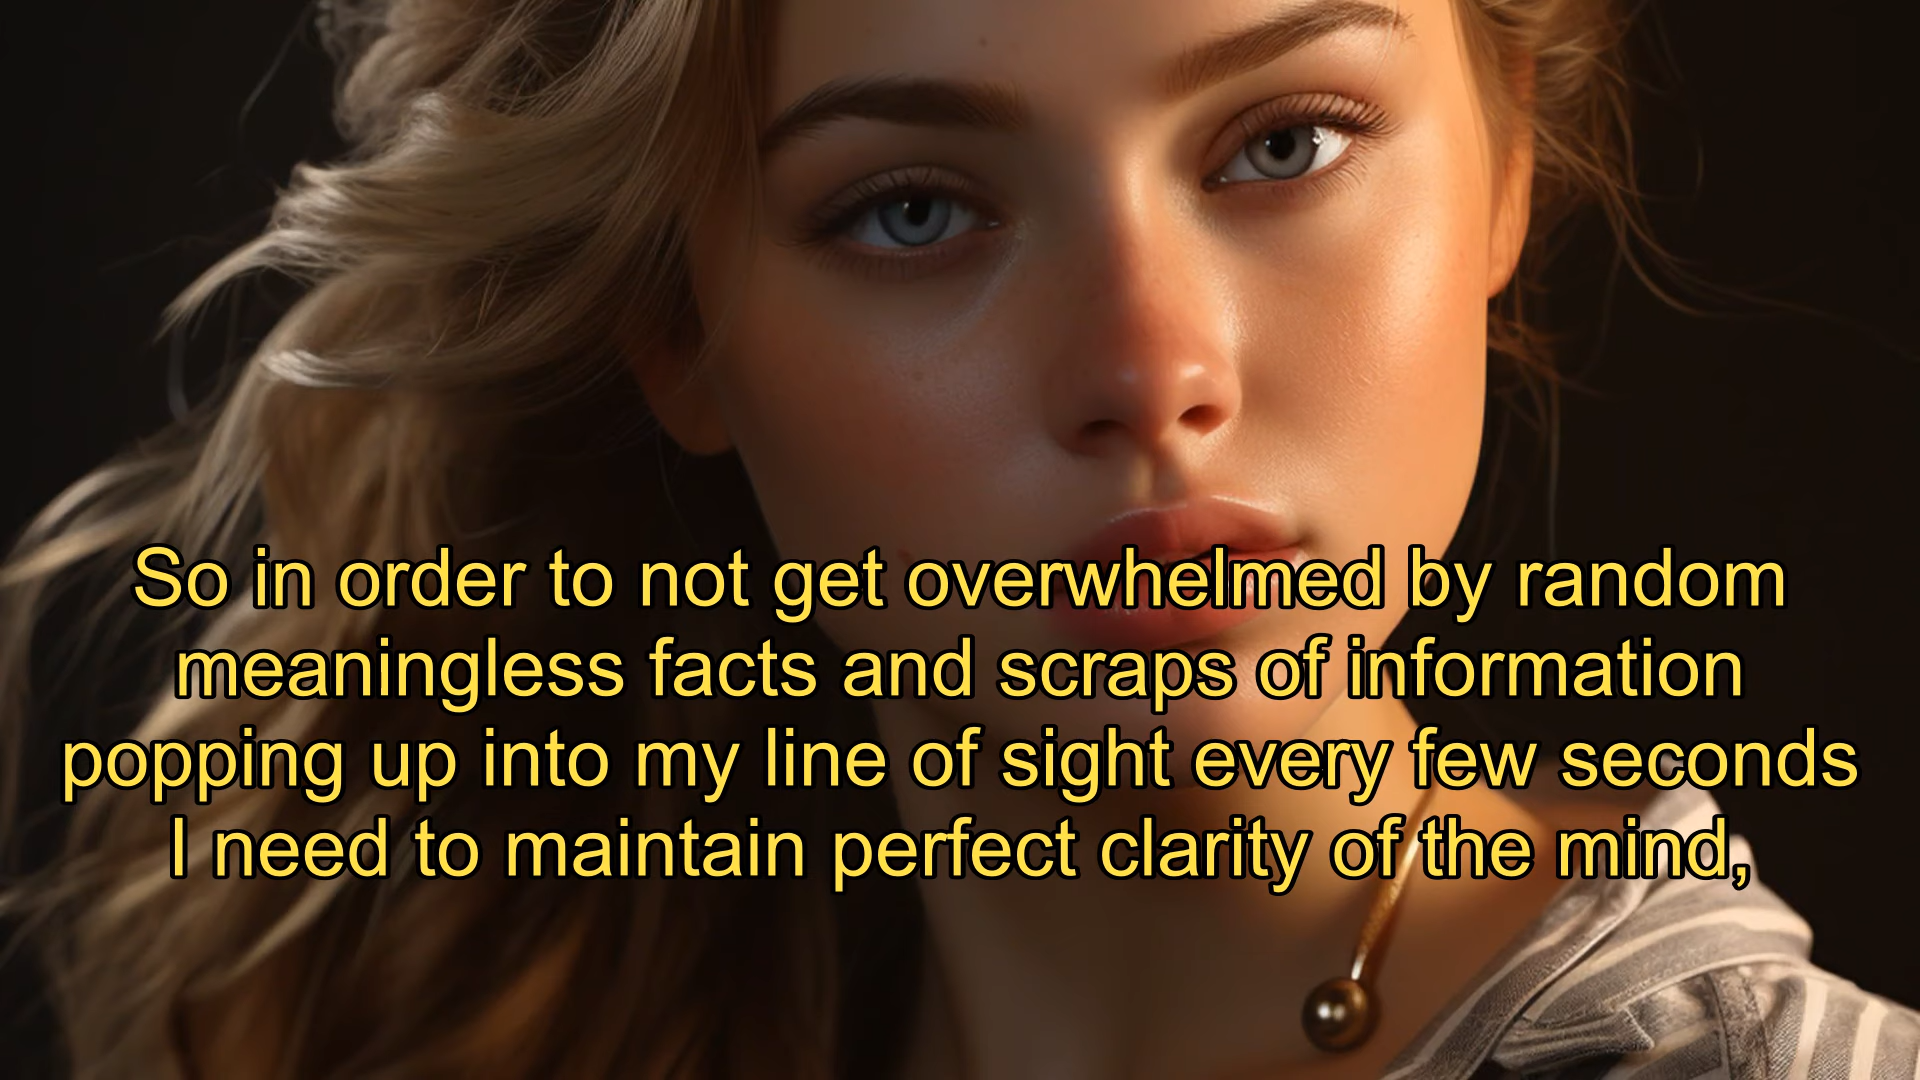 So in order to not get overwhelmed by random
meaningless facts and scraps of information
popping up into my line of sight every few seconds
I need to maintain perfect clarity of the mind,